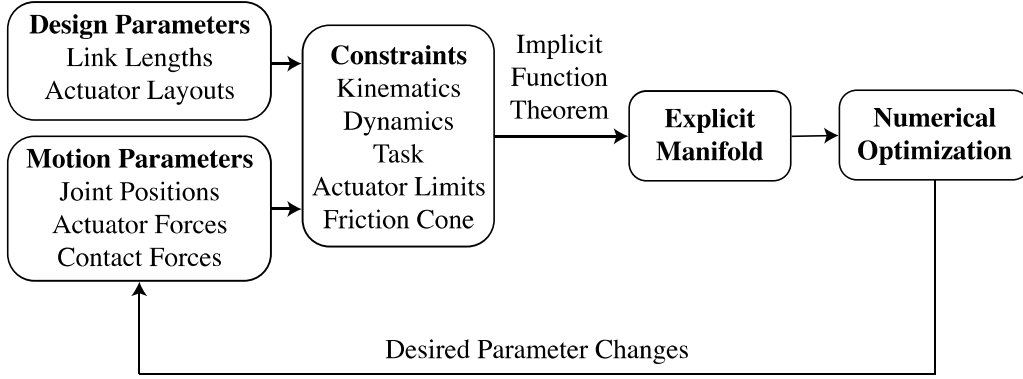 Design Parameters
Link Lengths
Actuator Layouts
Motion Parameters
Joint Positions
Actuator Forces
Contact Forces
Constraints
Kinematics
Dynamics
Task
Actuator Limits
Friction Cone
Implicit
Function
Theorem
Explicit
Manifold
Numerical
Optimization
Desired Parameter Changes